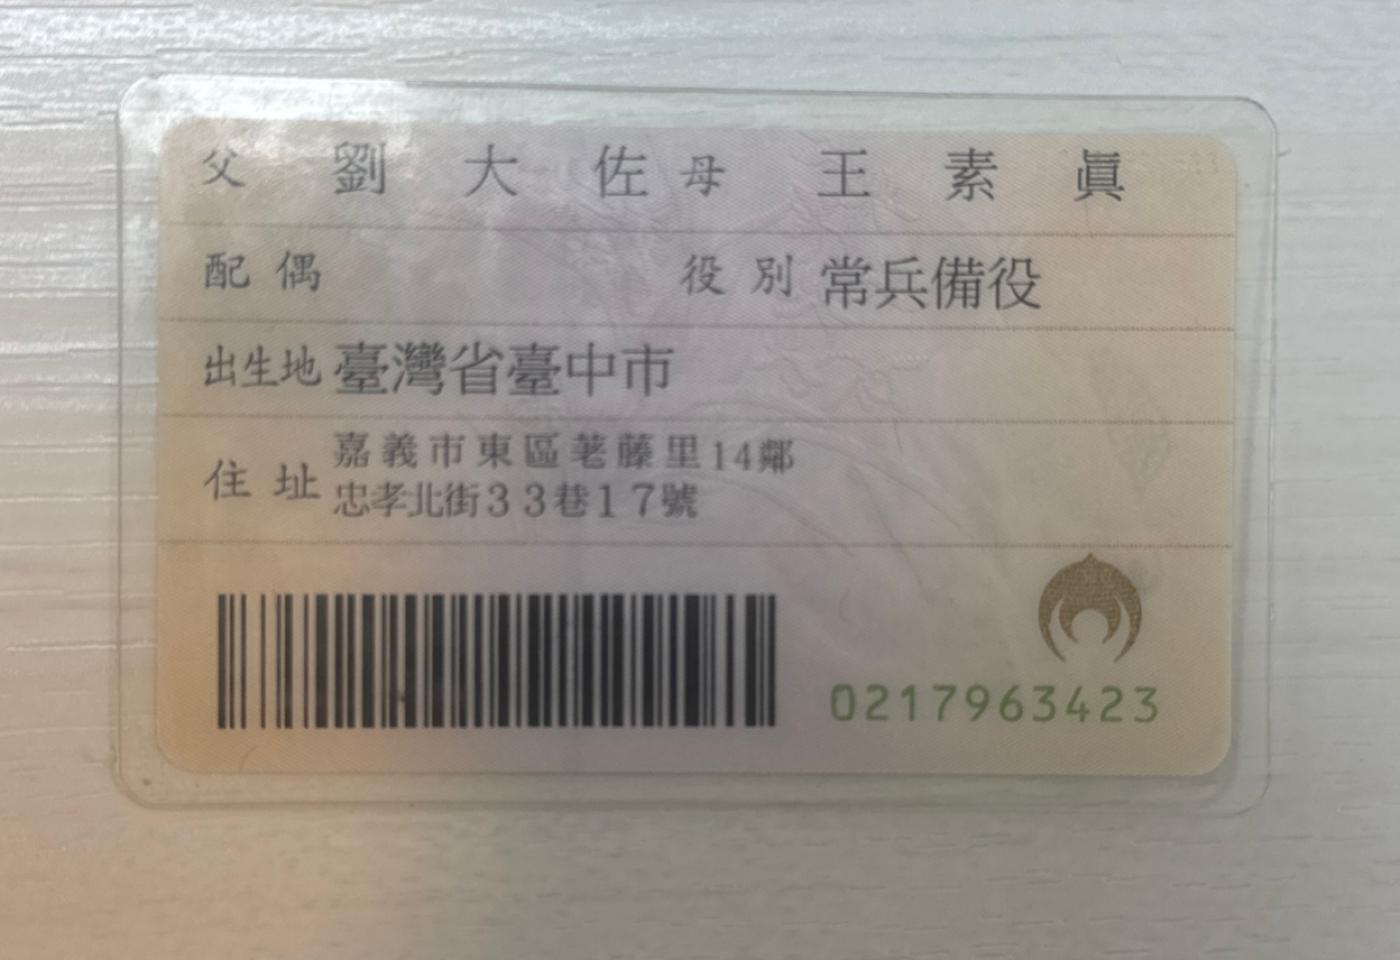 父 劉大佐 母 王素眞
配偶 役別 常兵備役
出生地 臺灣省臺中市
住址 嘉義市東區荖藤里14鄰
忠孝北街33巷17號
0217963423